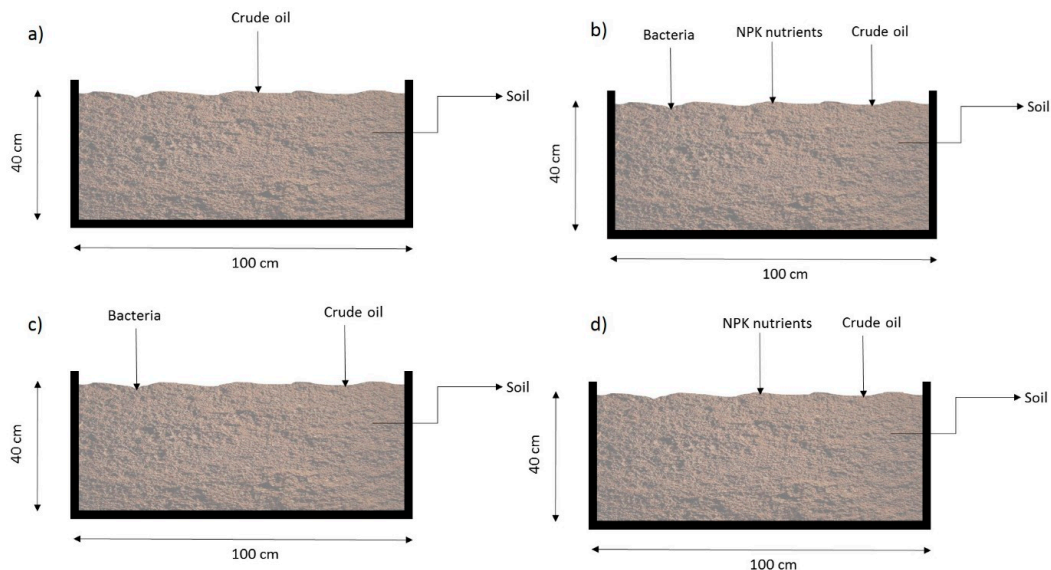 a)
Crude oil
Soil
40 cm
100 cm
b)
Bacteria
NPK nutrients
Crude oil
Soil
40 cm
100 cm
c)
Bacteria
Crude oil
Soil
40 cm
100 cm
d)
NPK nutrients
Crude oil
Soil
40 cm
100 cm